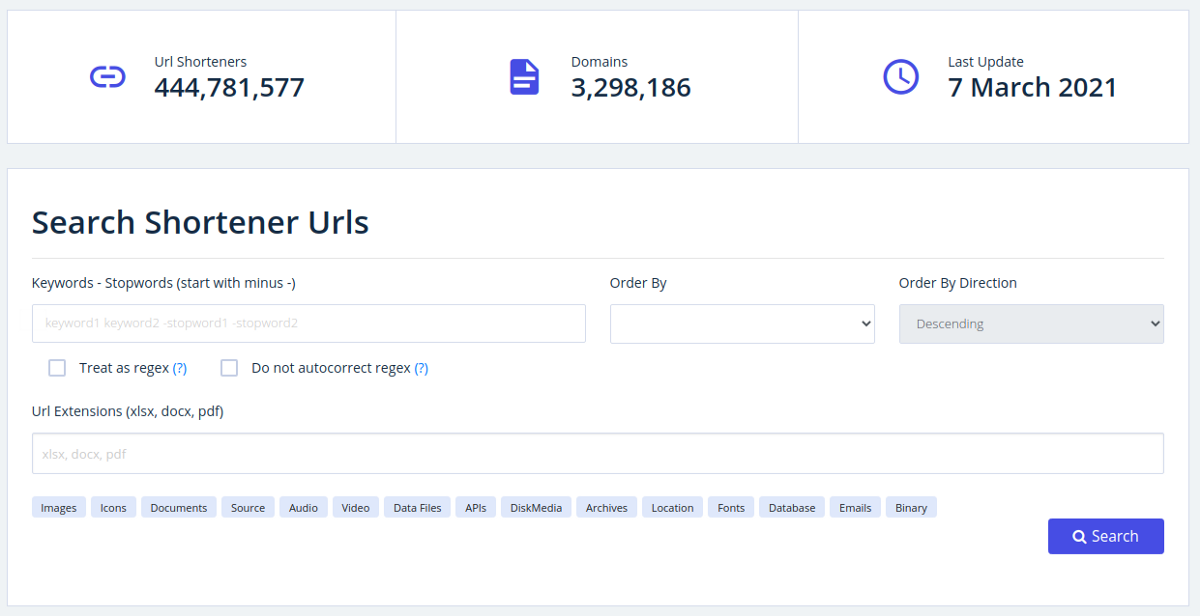 Url Shorteners
444,781,577
Domains
3,298,186
Last Update
7 March 2021
Search Shortener Urls
Keywords - Stopwords (start with minus -)
Order By
Order By Direction
keyword1 keyword2 -stopword1 -stopword2
Descending
Treat as regex (?)
Do not autocorrect regex (?)
Url Extensions (xlsx, docx, pdf)
xlsx, docx, pdf
Images Icons Documents Source Audio Video Data Files APIs DiskMedia Archives Location Fonts Database Emails Binary
Search